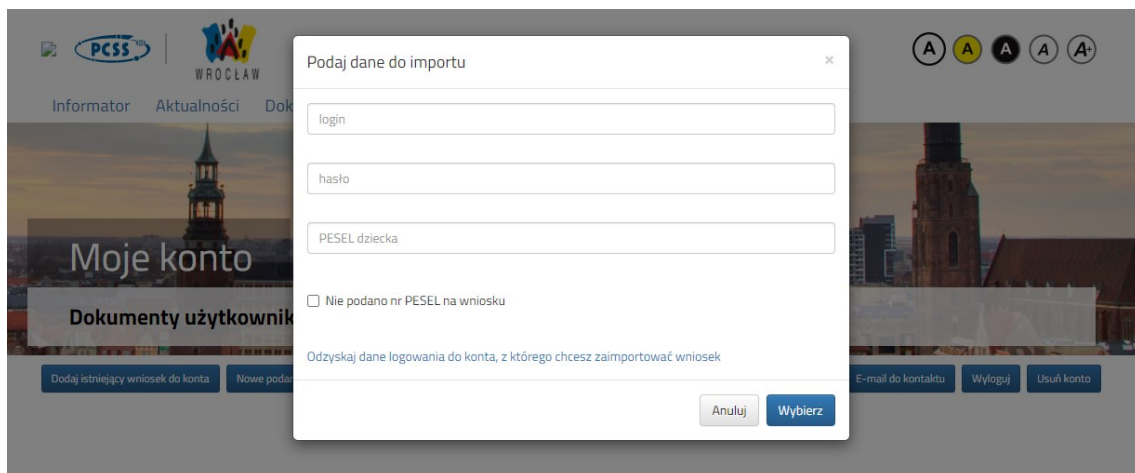 PCSS
WROCŁAW
A A A A A+
Informator Aktualności Dok
Podaj dane do importu ×
login
hasło
PESEL dziecka
Nie podano nr PESEL na wniosku
Odzyskaj dane logowania do konta, z którego chcesz zaimportować wniosek
Anuluj Wybierz
Moje konto
Dokumenty użytkownik
Dodaj istniejący wniosek do konta Nowe podan E-mail do kontaktu Wyloguj Usuń konto